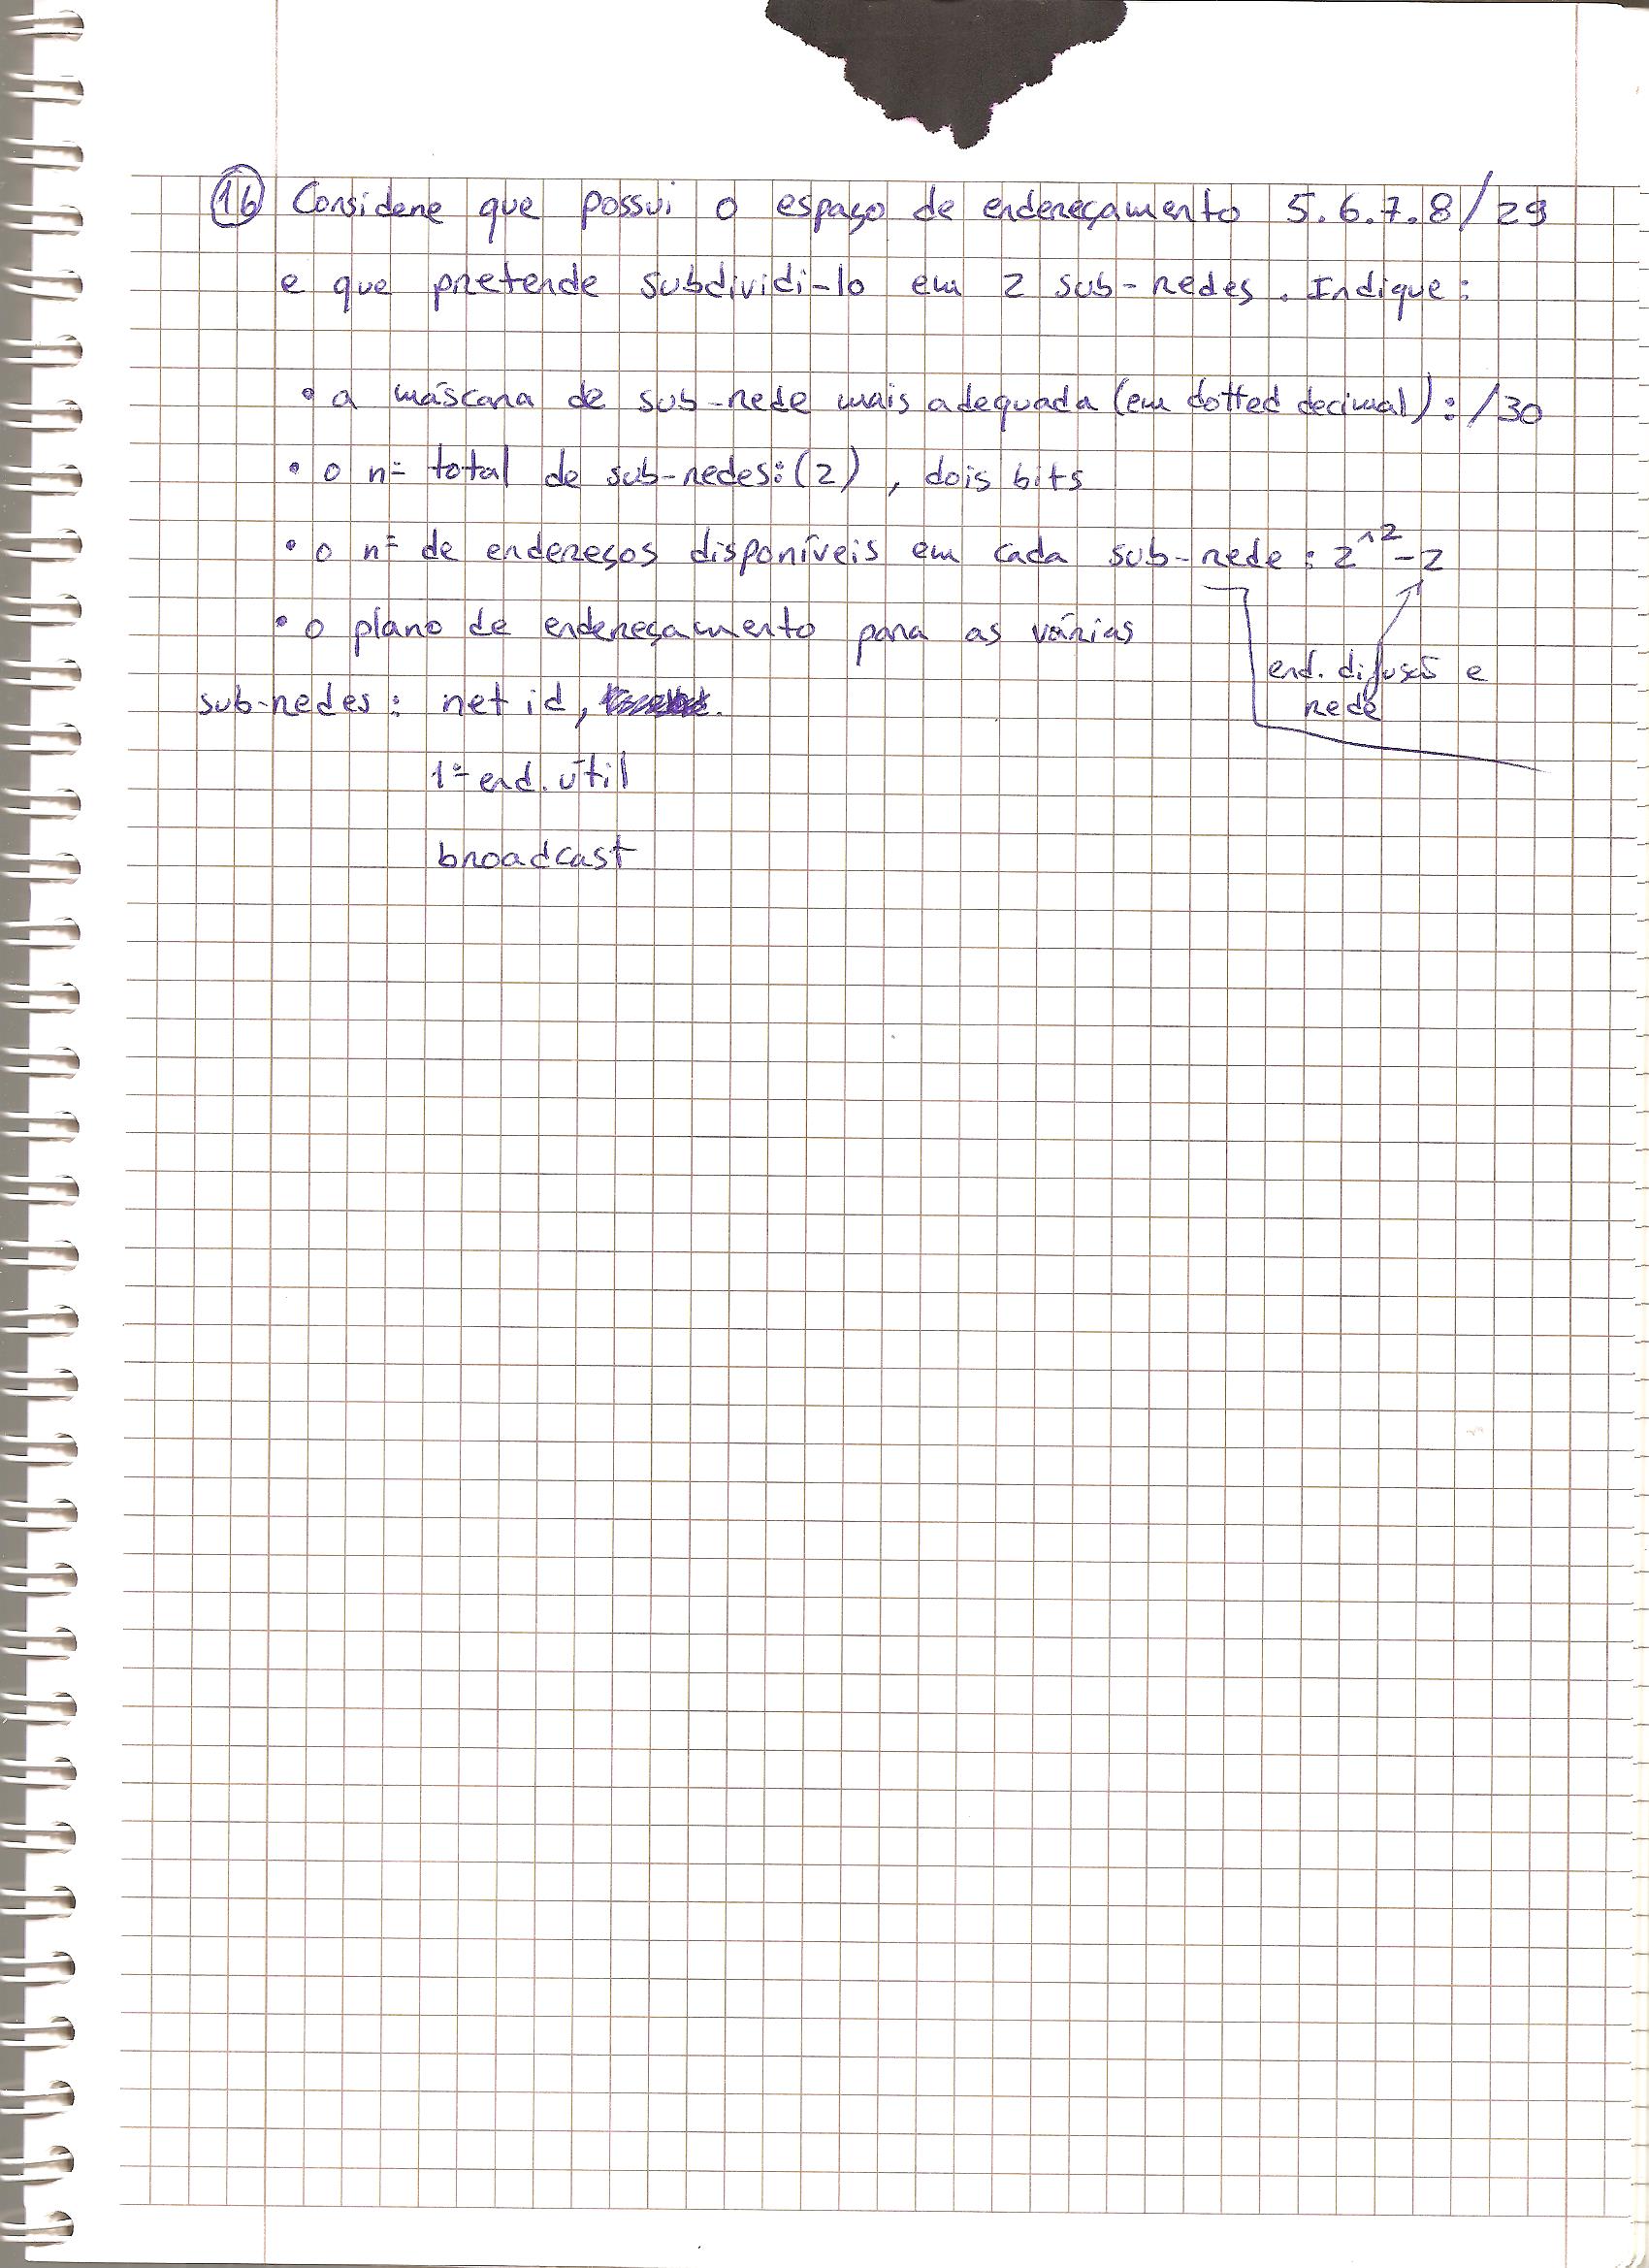 16 Considere que possui o espaço de endereçamento 5.6.7.8/29
e que pretende subdividi-lo em 2 sub-redes. Indique:
• a máscara de sub-rede mais adequada (em dotted decimal): /30
• o nº total de sub-redes: (2), dois bits
• o nº de endereços disponíveis em cada sub-rede: 2^2-2
• o plano de endereçamento para as várias
end. difusõ e
rede
sub-redes: net id,
1º end. útil
broadcast